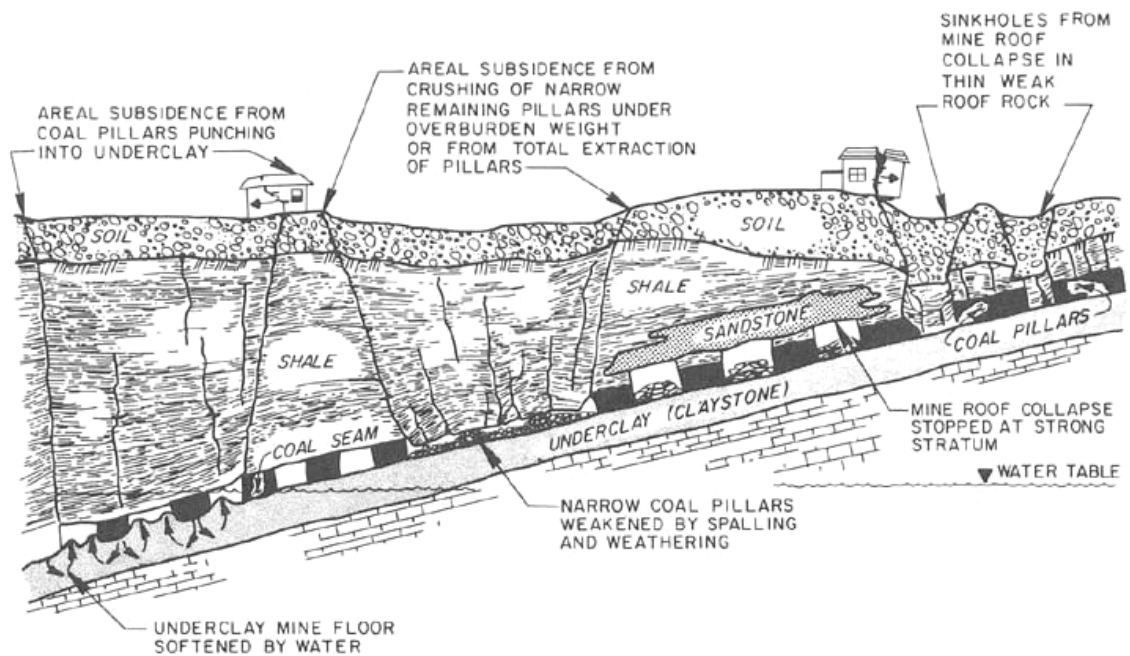 SINKHOLES FROM
MINE ROOF
COLLAPSE IN
THIN WEAK
ROOF ROCK
AREAL SUBSIDENCE FROM
CRUSHING OF NARROW
REMAINING PILLARS UNDER
OVERBURDEN WEIGHT
OR FROM TOTAL EXTRACTION
OF PILLARS
AREAL SUBSIDENCE FROM
COAL PILLARS PUNCHING
INTO UNDERCLAY
SOIL
SOIL
SHALE
SANDSTONE
SHALE
COAL PILLARS
UNDERCLAY (CLAYSTONE)
COAL SEAM
MINE ROOF COLLAPSE
STOPPED AT STRONG
STRATUM
WATER TABLE
NARROW COAL PILLARS
WEAKENED BY SPALLING
AND WEATHERING
UNDERCLAY MINE FLOOR
SOFTENED BY WATER